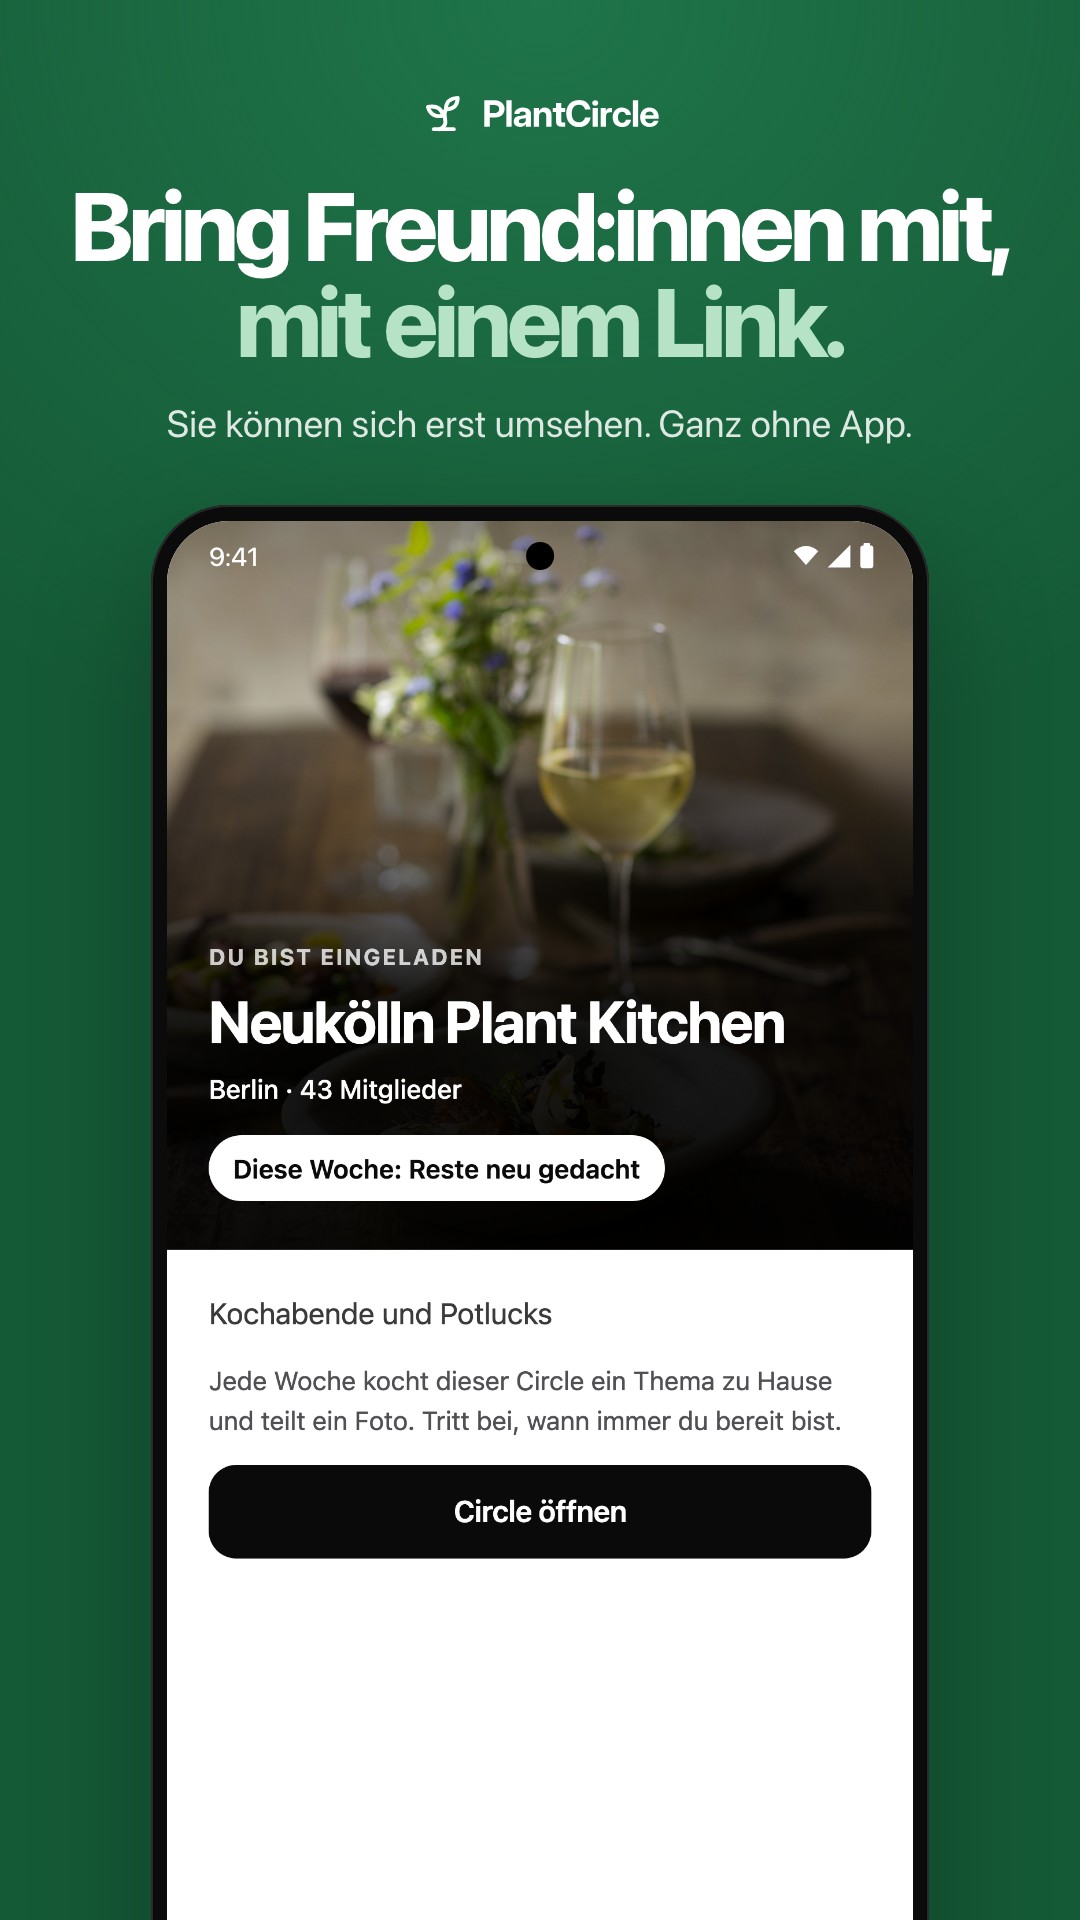 PlantCircle
Bring Freund:innen mit,
mit einem Link.
Sie können sich erst umsehen. Ganz ohne App.
9:41
DU BIST EINGELADEN
Neukölln Plant Kitchen
Berlin · 43 Mitglieder
Diese Woche: Reste neu gedacht
Kochabende und Potlucks
Jede Woche kocht dieser Circle ein Thema zu Hause
und teilt ein Foto. Tritt bei, wann immer du bereit bist.
Circle öffnen